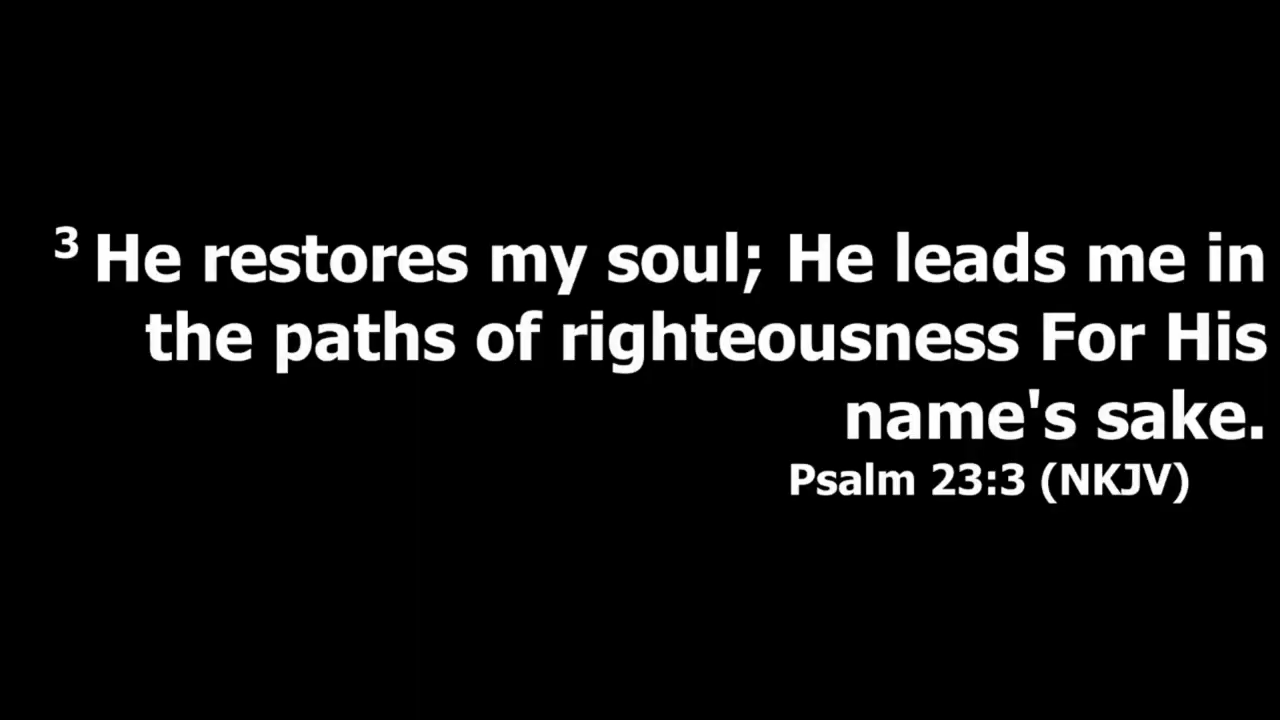 3 He restores my soul; He leads me in
the paths of righteousness For His
name's sake.
Psalm 23:3 (NKJV)